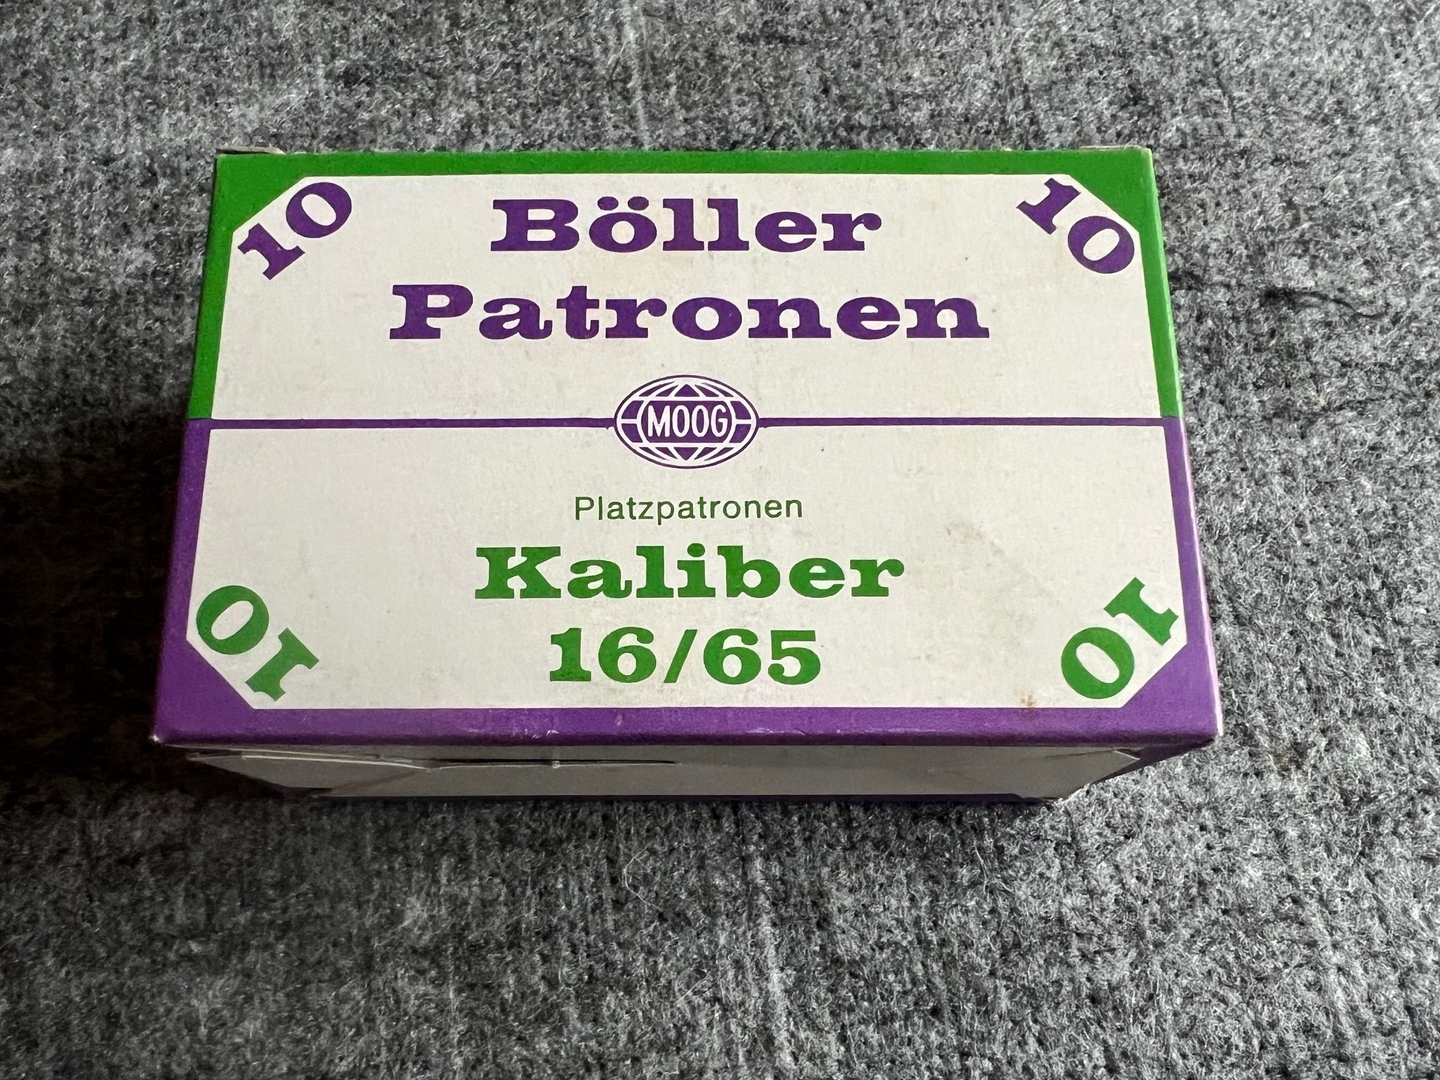 10
Böller
10
Patronen
MOOG
Platzpatronen
Kaliber
16/65
10
10